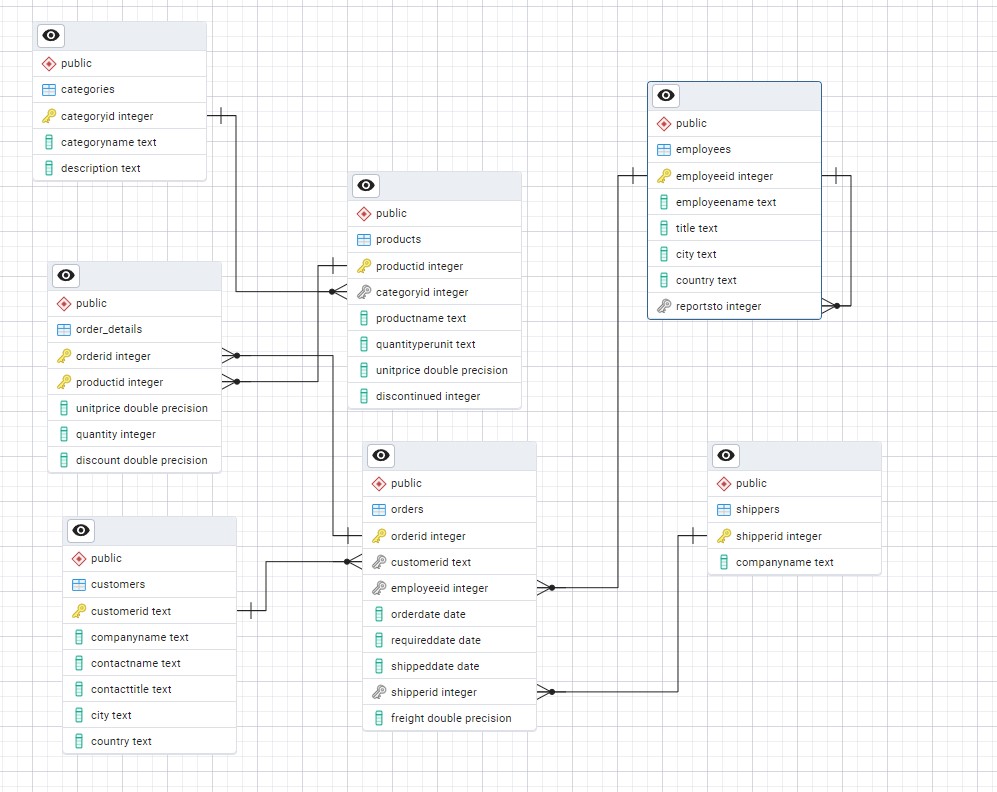 public
categories
categoryid integer
categoryname text
description text
public
products
productid integer
categoryid integer
productname text
quantityperunit text
unitprice double precision
discontinued integer
public
employees
employeeid integer
employeename text
title text
city text
country text
reportsto integer
public
order_details
orderid integer
productid integer
unitprice double precision
quantity integer
discount double precision
public
orders
orderid integer
customerid text
employeeid integer
orderdate date
requireddate date
shippeddate date
shipperid integer
freight double precision
public
shippers
shipperid integer
companyname text
public
customers
customerid text
companyname text
contactname text
contacttitle text
city text
country text